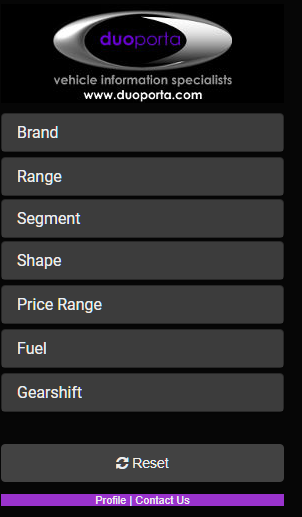 duoporta
vehicle information specialists
www.duoporta.com
Brand
Range
Segment
Shape
Price Range
Fuel
Gearshift
Reset
Profile | Contact Us